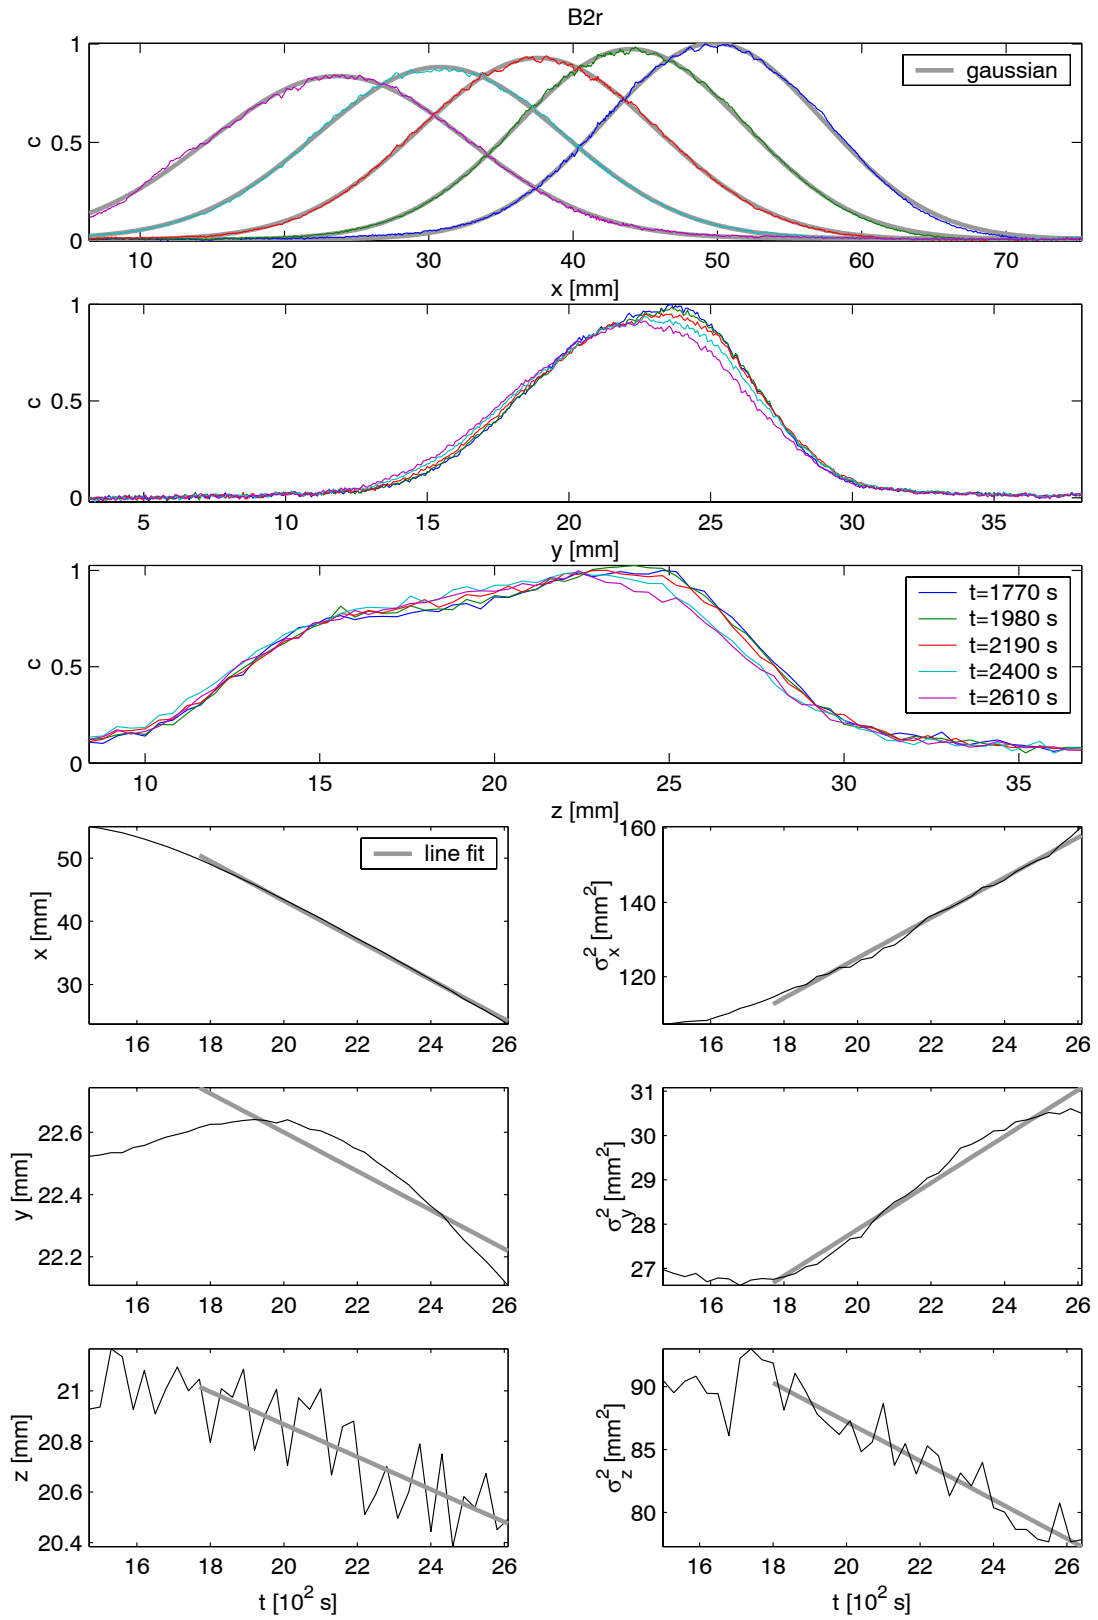 B2r
1
0.5
0
c
gaussian
10 20 30 40 50 60 70
x [mm]
1
0.5
0
c
5 10 15 20 25 30 35
y [mm]
1
0.5
0
c
t=1770 s
t=1980 s
t=2190 s
t=2400 s
t=2610 s
10 15 20 25 30 35
z [mm]
50
40
30
x [mm]
line fit
16 18 20 22 24 26
160
140
120
σx2 [mm2]
16 18 20 22 24 26
22.6
22.4
22.2
y [mm]
16 18 20 22 24 26
31
30
29
28
27
σy2 [mm2]
16 18 20 22 24 26
21
20.8
20.6
20.4
z [mm]
16 18 20 22 24 26
t [102 s]
90
85
80
σz2 [mm2]
16 18 20 22 24 26
t [102 s]